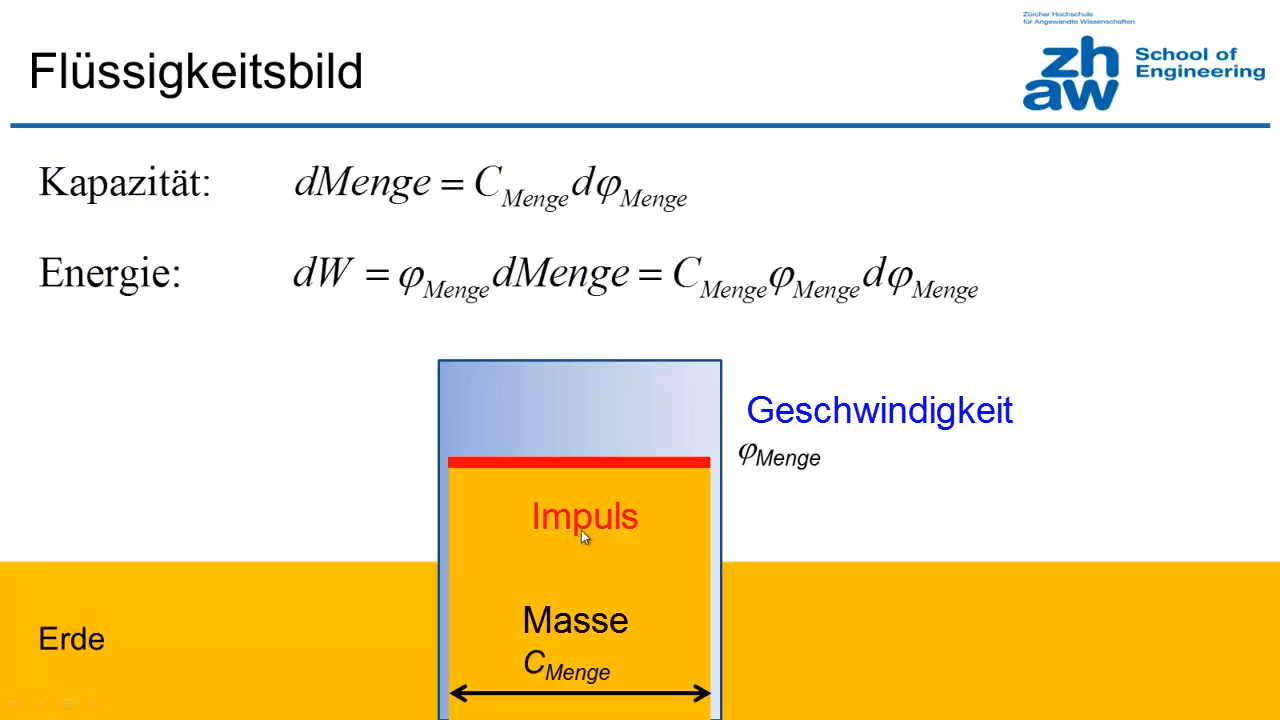 Zürcher Hochschule
für Angewandte Wissenschaften
Flüssigkeitsbild
zh
aw
School of
Engineering
Kapazität: dMenge = C_Menge dφ_Menge
Energie: dW = φ_Menge dMenge = C_Menge φ_Menge dφ_Menge
Geschwindigkeit
φ_Menge
Impuls
Masse
Erde
C_Menge